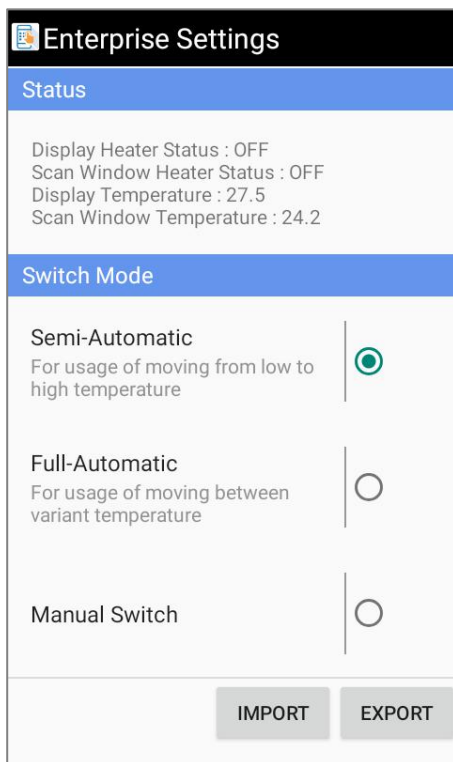 Enterprise Settings
Status
Display Heater Status : OFF
Scan Window Heater Status : OFF
Display Temperature : 27.5
Scan Window Temperature : 24.2
Switch Mode
Semi-Automatic
For usage of moving from low to
high temperature
Full-Automatic
For usage of moving between
variant temperature
Manual Switch
IMPORT EXPORT